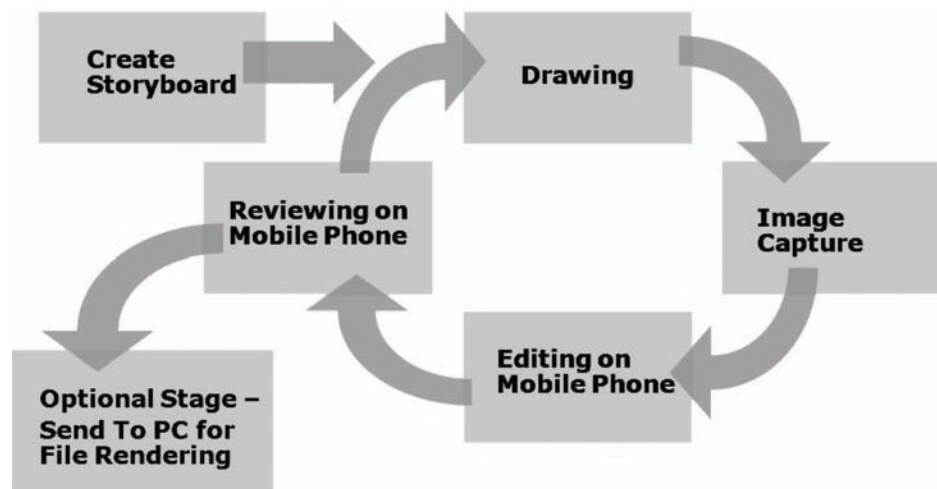 Create
Storyboard
Drawing
Image
Capture
Editing on
Mobile Phone
Reviewing on
Mobile Phone
Optional Stage –
Send To PC for
File Rendering